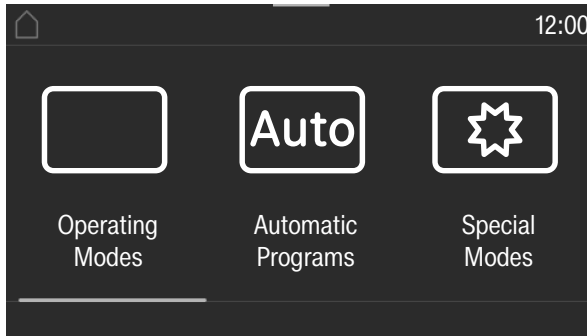 12:00
Auto
Operating
Modes
Automatic
Programs
Special
Modes